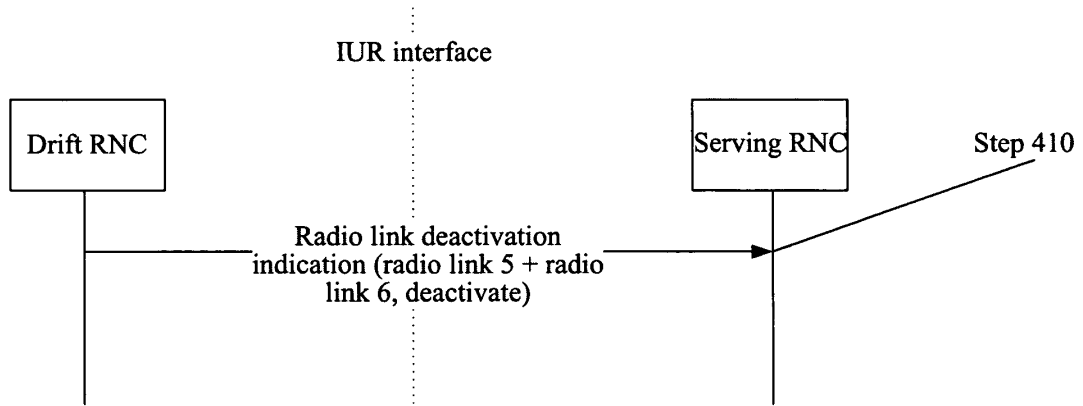 IUR interface
Drift RNC
Serving RNC
Step 410
Radio link deactivation
indication (radio link 5 + radio
link 6, deactivate)